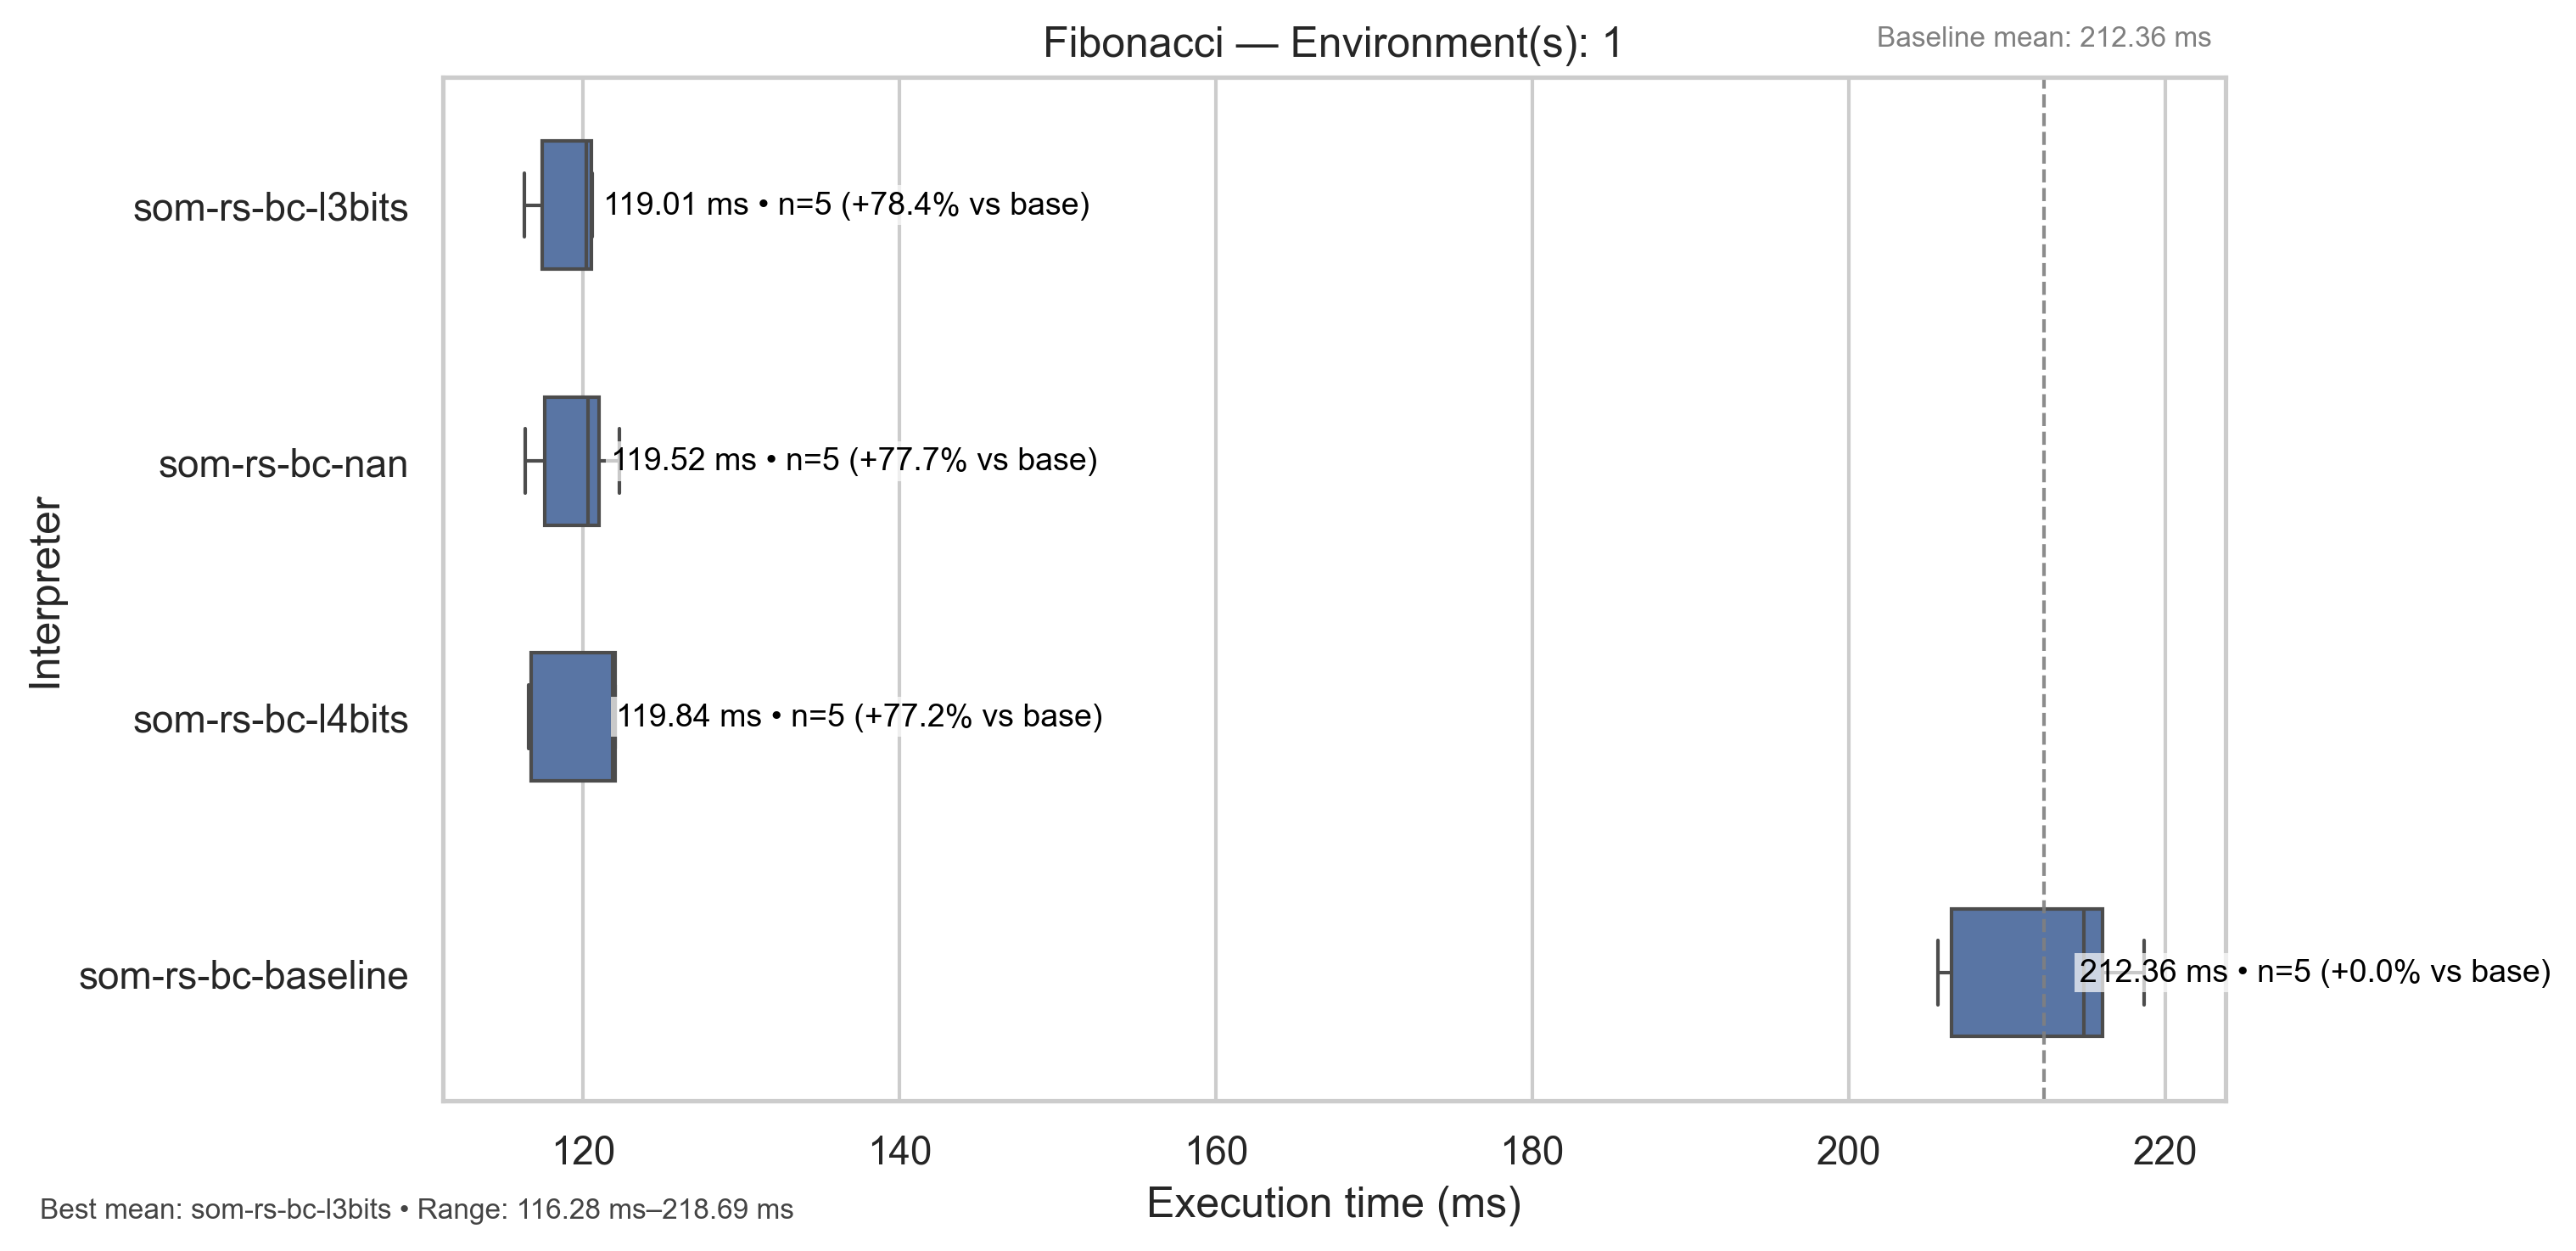 Fibonacci — Environment(s): 1
Baseline mean: 212.36 ms
Interpreter
som-rs-bc-l3bits
119.01 ms • n=5 (+78.4% vs base)
som-rs-bc-nan
119.52 ms • n=5 (+77.7% vs base)
som-rs-bc-l4bits
119.84 ms • n=5 (+77.2% vs base)
som-rs-bc-baseline
212.36 ms • n=5 (+0.0% vs base)
120 140 160 180 200 220
Execution time (ms)
Best mean: som-rs-bc-l3bits • Range: 116.28 ms–218.69 ms